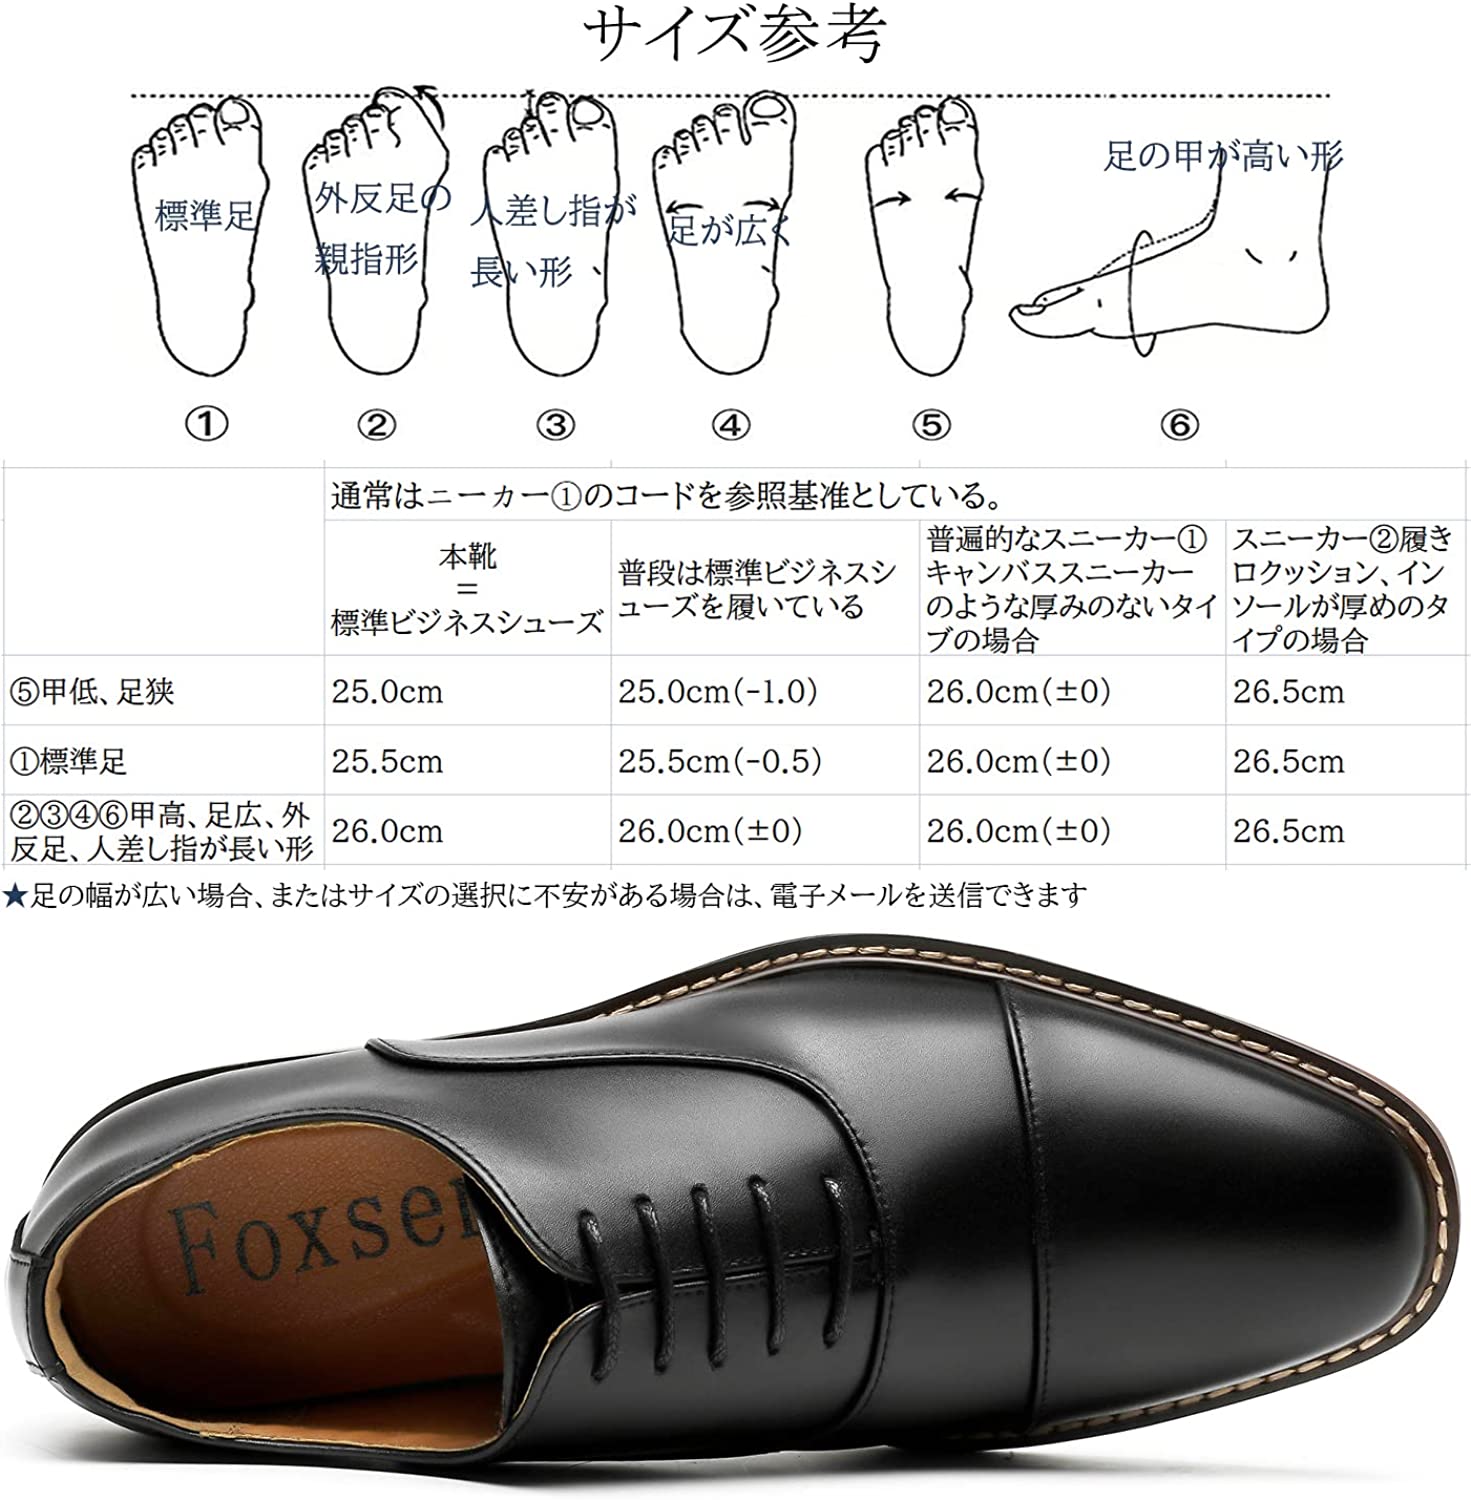 サイズ参考
標準足
外反足の
親指形
人差し指が
長い形
足が広く
足の甲が高い形
① ② ③ ④ ⑤ ⑥
通常はニーカー①のコードを参照基准としている。
本靴
=
標準ビジネスシューズ
普段は標準ビジネスシ
ューズを履いている
普遍的なスニーカー①
キャンバススニーカー
のような厚みのないタイ
プの場合
スニーカー②履き
ロクッション、イン
ソールが厚めのタ
イプの場合
⑤甲低、足狭 25.0cm 25.0cm(-1.0) 26.0cm(±0) 26.5cm
①標準足 25.5cm 25.5cm(-0.5) 26.0cm(±0) 26.5cm
②③④⑥甲高、足広、外
反足、人差し指が長い形 26.0cm 26.0cm(±0) 26.0cm(±0) 26.5cm
★足の幅が広い場合、またはサイズの選択に不安がある場合は、電子メールを送信できます
Foxser